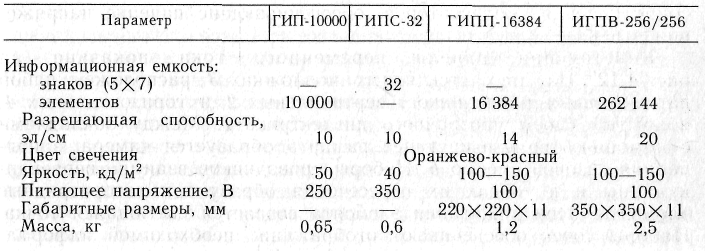 Параметр ГИП-10000 ГИПС-32 ГИПП-16384 ИГПВ-256/256
Информационная емкость:
знаков (5×7) — 32 — —
элементов 10 000 — 16 384 262 144
Разрешающая способность,
эл/см 10 10 14 20
Цвет свечения Оранжево-красный
Яркость, кд/м² 50 40 100—150 100—150
Питающее напряжение, В 250 350 100 100
Габаритные размеры, мм — — 220×220×11 350×350×11
Масса, кг 0,65 0,6 1,2 2,5